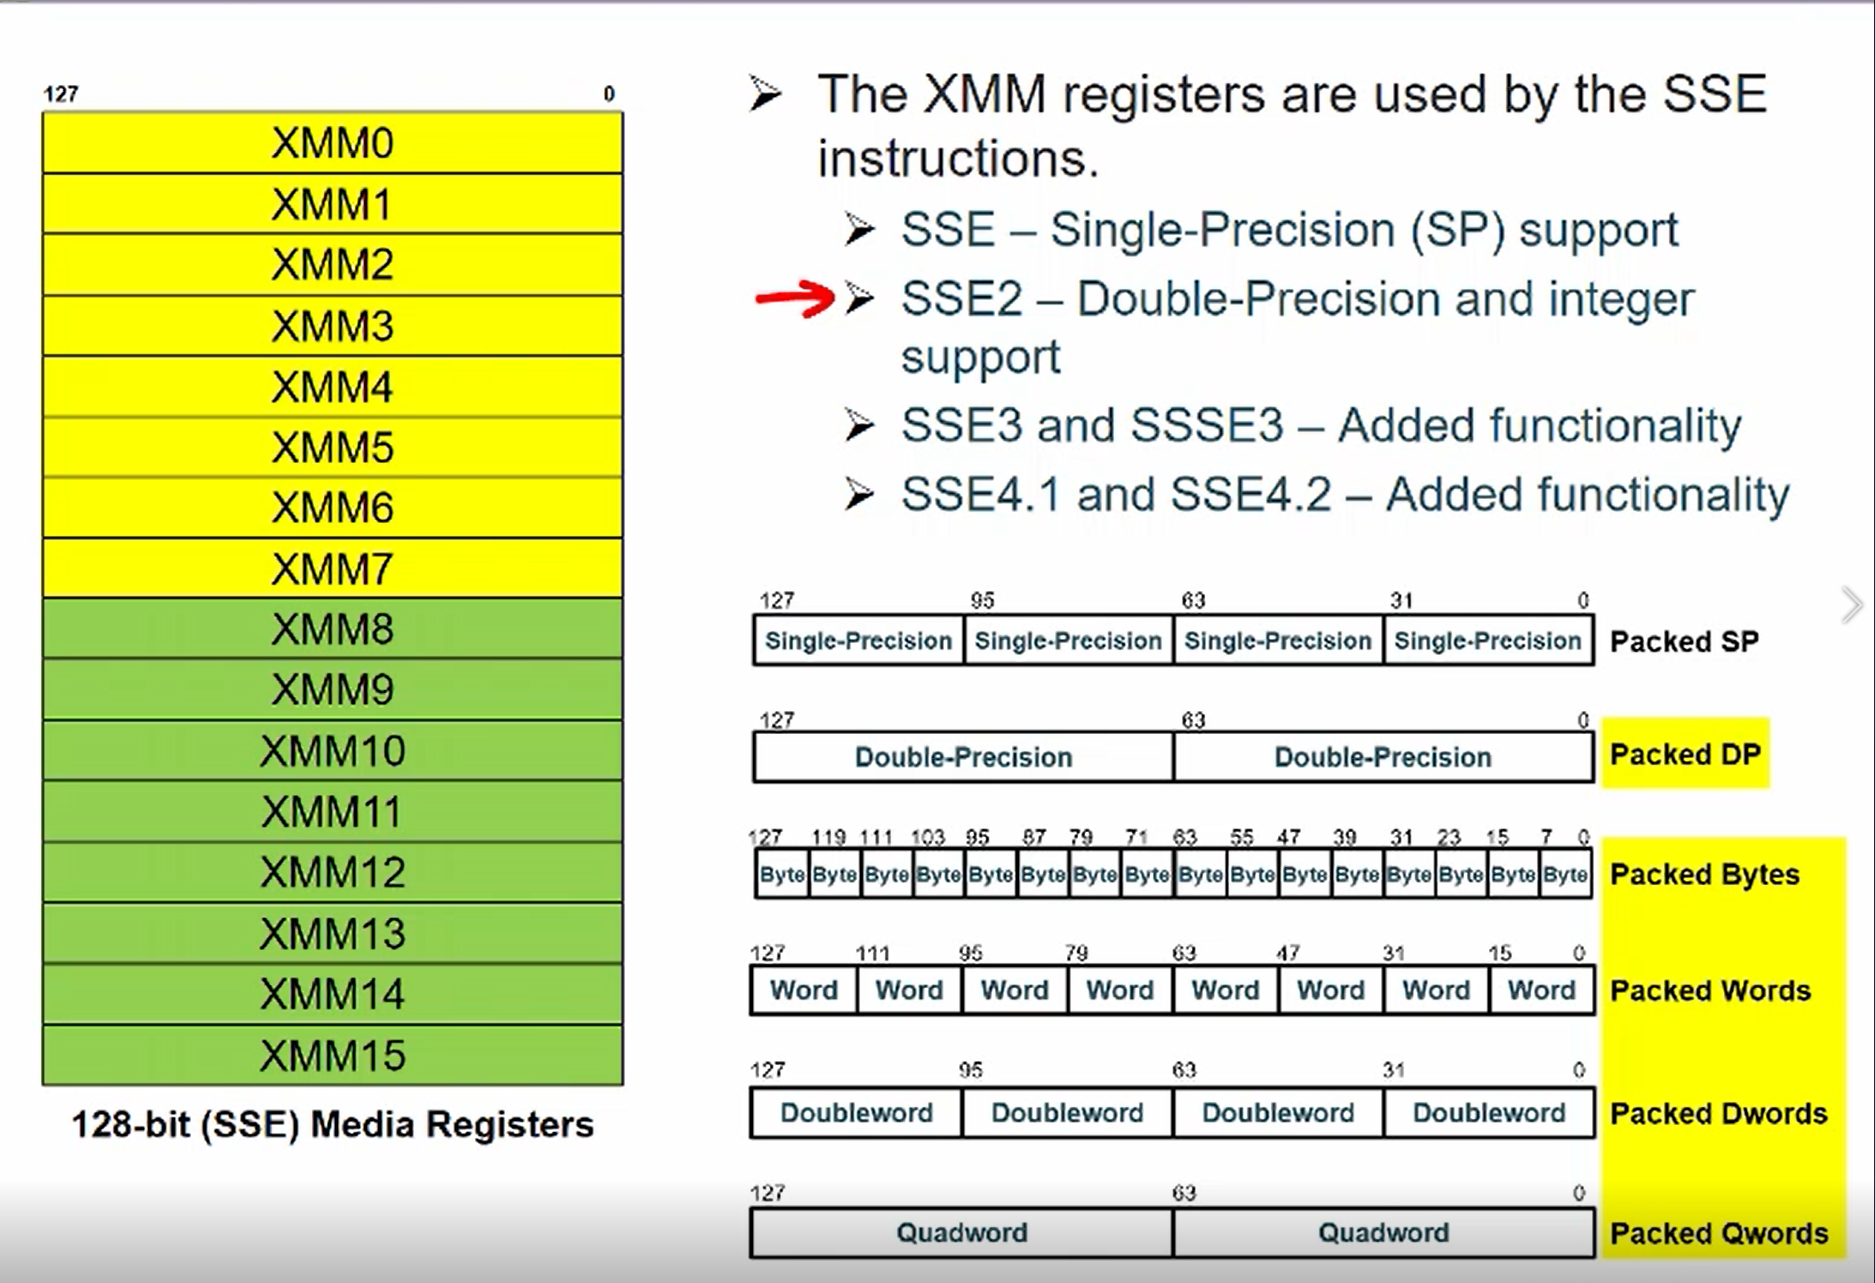 127 0
XMM0
XMM1
XMM2
XMM3
XMM4
XMM5
XMM6
XMM7
XMM8
XMM9
XMM10
XMM11
XMM12
XMM13
XMM14
XMM15
128-bit (SSE) Media Registers
The XMM registers are used by the SSE
instructions.
SSE – Single-Precision (SP) support
SSE2 – Double-Precision and integer
support
SSE3 and SSSE3 – Added functionality
SSE4.1 and SSE4.2 – Added functionality
127 95 63 31 0
Single-Precision Single-Precision Single-Precision Single-Precision Packed SP
127 63 0
Double-Precision Double-Precision Packed DP
127 119 111 103 95 87 79 71 63 55 47 39 31 23 15 7 0
Byte Byte Byte Byte Byte Byte Byte Byte Byte Byte Byte Byte Byte Byte Byte Byte Packed Bytes
127 111 95 79 63 47 31 15 0
Word Word Word Word Word Word Word Word Packed Words
127 95 63 31 0
Doubleword Doubleword Doubleword Doubleword Packed Dwords
127 63 0
Quadword Quadword Packed Qwords